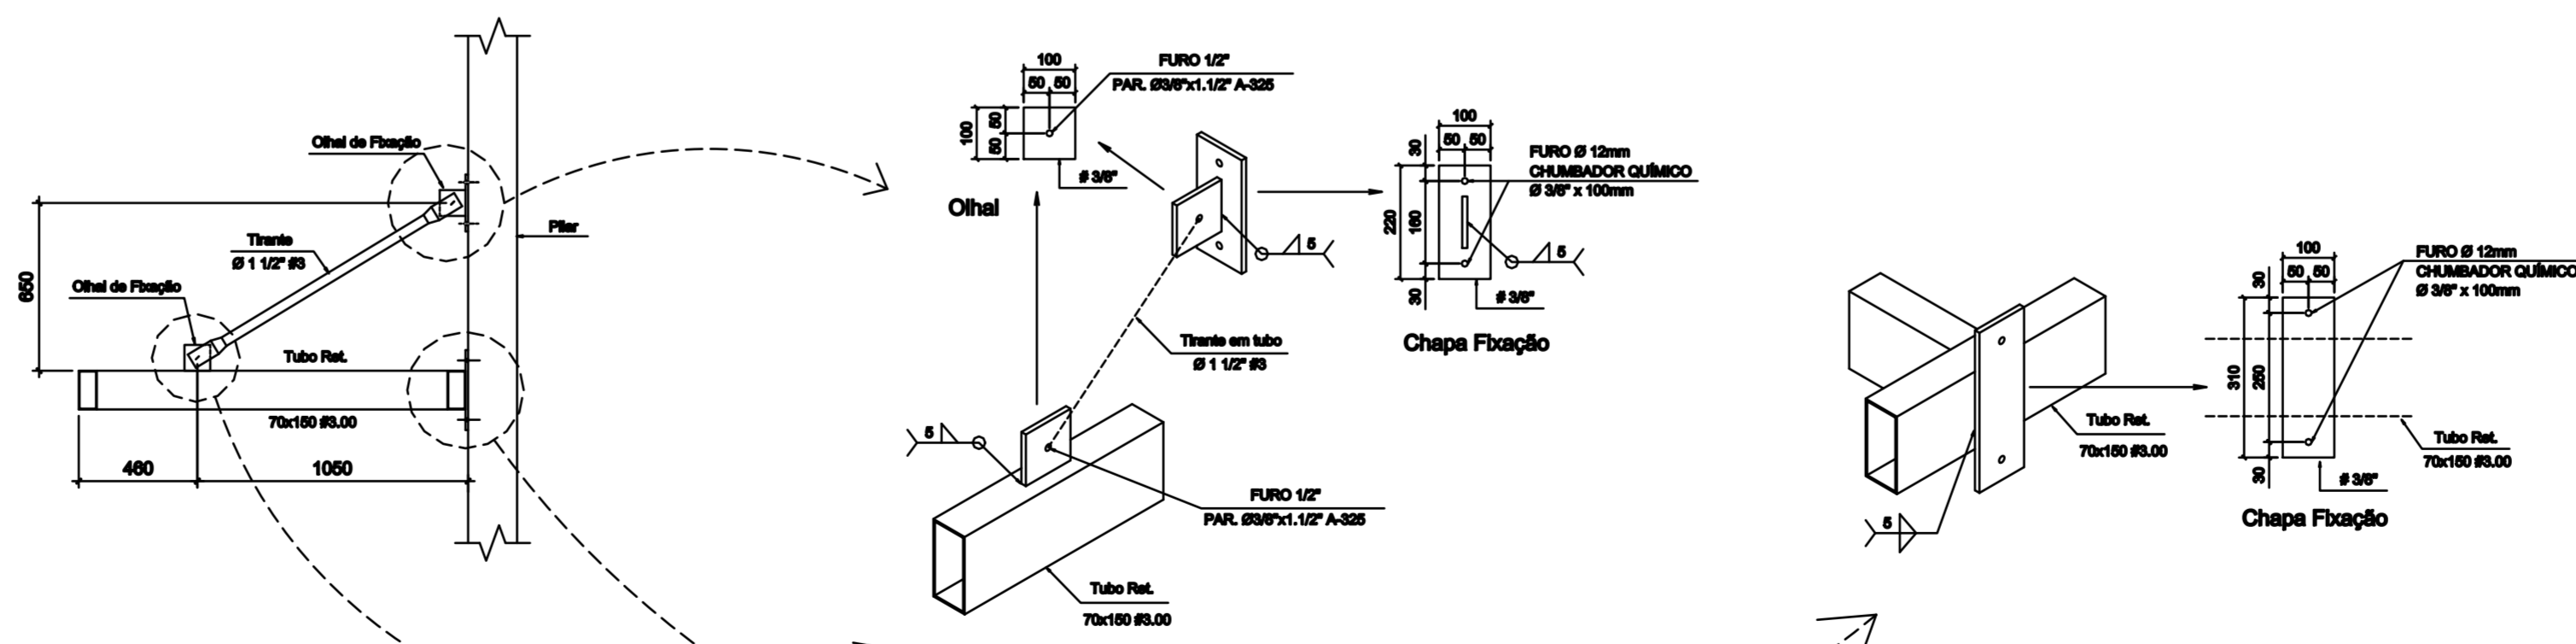 Olhal de Fixação
Tirante
Ø 1 1/2" #3
Olhal de Fixação
650
Pilar
Tubo Ret.
70x150 #3.00
460
1050
100
50
50
100
50
50
FURO 1/2"
PAR. Ø3/8"x1.1/2" A-325
# 3/8"
Olhal
5
100
50
50
30
220
160
30
FURO Ø 12mm
CHUMBADOR QUÍMICO
Ø 3/8" x 100mm
5
# 3/8"
Chapa Fixação
Tirante em tubo
Ø 1 1/2" #3
5
FURO 1/2"
PAR. Ø3/8"x1.1/2" A-325
Tubo Ret.
70x150 #3.00
Tubo Ret.
70x150 #3.00
5
100
50
50
30
310
250
30
FURO Ø 12mm
CHUMBADOR QUÍMICO
Ø 3/8" x 100mm
Tubo Ret.
70x150 #3.00
# 3/8"
Chapa Fixação